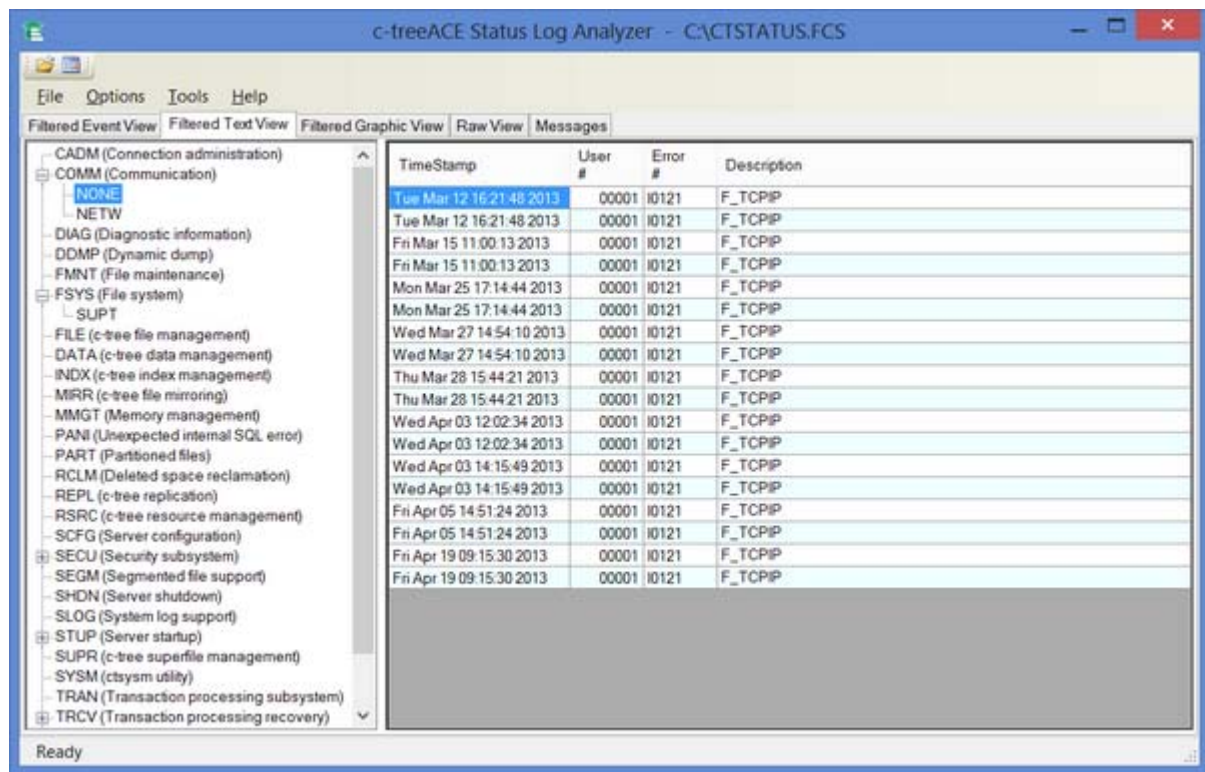 c-treeACE Status Log Analyzer - C:\CTSTATUS.FCS
File Options Tools Help
Filtered Event View Filtered Text View Filtered Graphic View Raw View Messages
CADM (Connection administration)
COMM (Communication)
NONE
NETW
DIAG (Diagnostic information)
DDMP (Dynamic dump)
FMNT (File maintenance)
FSYS (File system)
SUPT
FILE (c-tree file management)
DATA (c-tree data management)
INDX (c-tree index management)
MIRR (c-tree file mirroring)
MMGT (Memory management)
PANI (Unexpected internal SQL error)
PART (Partitioned files)
RCLM (Deleted space reclamation)
REPL (c-tree replication)
RSRC (c-tree resource management)
SCFG (Server configuration)
SECU (Security subsystem)
SEGM (Segmented file support)
SHDN (Server shutdown)
SLOG (System log support)
STUP (Server startup)
SUPR (c-tree superfile management)
SYSM (ctsysm utility)
TRAN (Transaction processing subsystem)
TRCV (Transaction processing recovery)
TimeStamp User # Error # Description
Tue Mar 12 16:21:48 2013 00001 I0121 F_TCPIP
Tue Mar 12 16:21:48 2013 00001 I0121 F_TCPIP
Fri Mar 15 11:00:13 2013 00001 I0121 F_TCPIP
Fri Mar 15 11:00:13 2013 00001 I0121 F_TCPIP
Mon Mar 25 17:14:44 2013 00001 I0121 F_TCPIP
Mon Mar 25 17:14:44 2013 00001 I0121 F_TCPIP
Wed Mar 27 14:54:10 2013 00001 I0121 F_TCPIP
Wed Mar 27 14:54:10 2013 00001 I0121 F_TCPIP
Thu Mar 28 15:44:21 2013 00001 I0121 F_TCPIP
Thu Mar 28 15:44:21 2013 00001 I0121 F_TCPIP
Wed Apr 03 12:02:34 2013 00001 I0121 F_TCPIP
Wed Apr 03 12:02:34 2013 00001 I0121 F_TCPIP
Wed Apr 03 14:15:49 2013 00001 I0121 F_TCPIP
Wed Apr 03 14:15:49 2013 00001 I0121 F_TCPIP
Fri Apr 05 14:51:24 2013 00001 I0121 F_TCPIP
Fri Apr 05 14:51:24 2013 00001 I0121 F_TCPIP
Fri Apr 19 09:15:30 2013 00001 I0121 F_TCPIP
Fri Apr 19 09:15:30 2013 00001 I0121 F_TCPIP
Ready